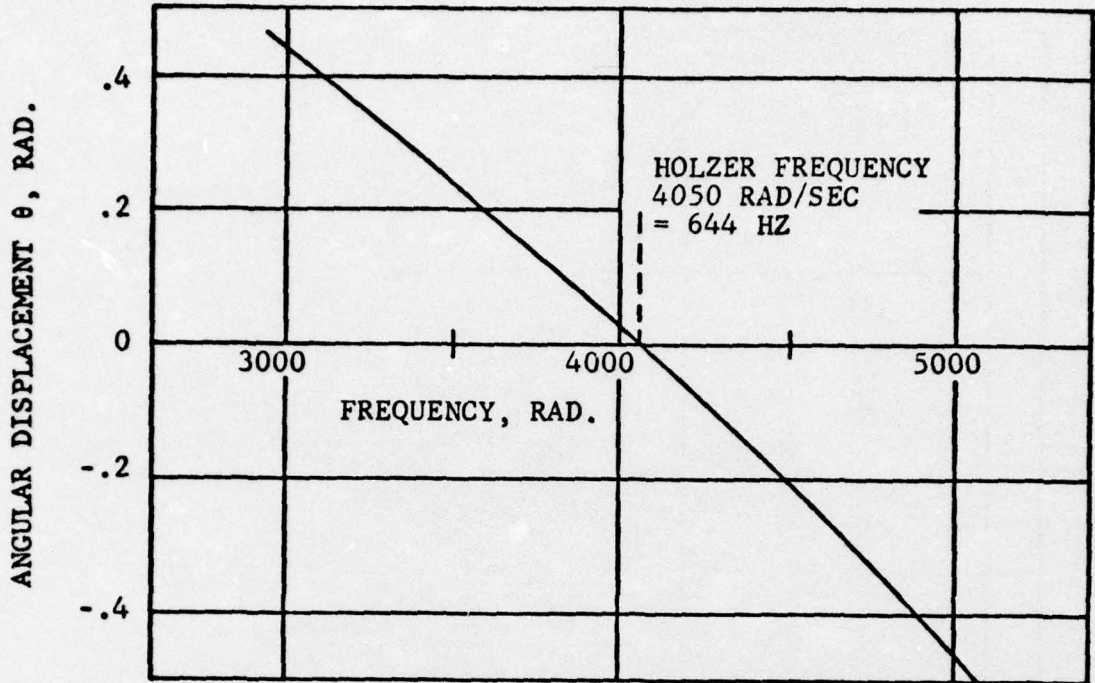 ANGULAR DISPLACEMENT θ, RAD.
.4
.2
0
-.2
-.4
HOLZER FREQUENCY
4050 RAD/SEC
= 644 HZ
3000
4000
5000
FREQUENCY, RAD.